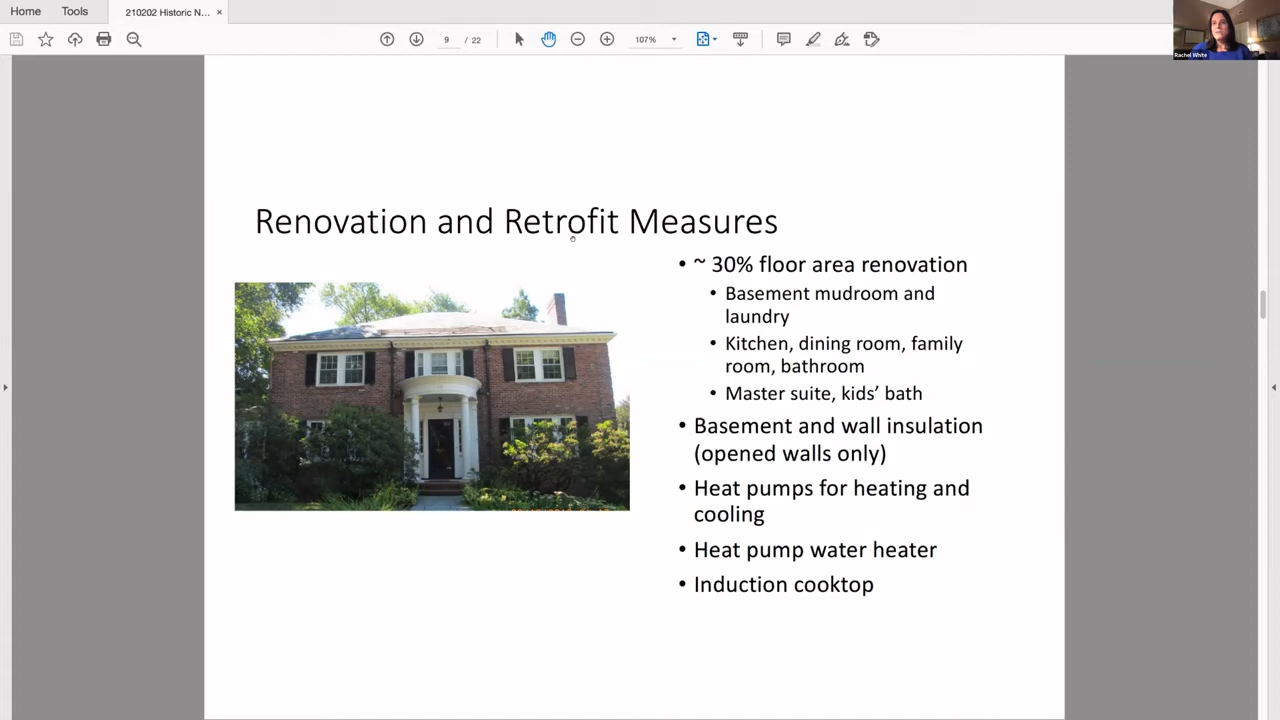 Home
Tools
210202 Historic N...
×
9 / 22
107%
Rachel White
Renovation and Retrofit Measures
• ~ 30% floor area renovation
• Basement mudroom and
laundry
• Kitchen, dining room, family
room, bathroom
• Master suite, kids’ bath
• Basement and wall insulation
(opened walls only)
• Heat pumps for heating and
cooling
• Heat pump water heater
• Induction cooktop